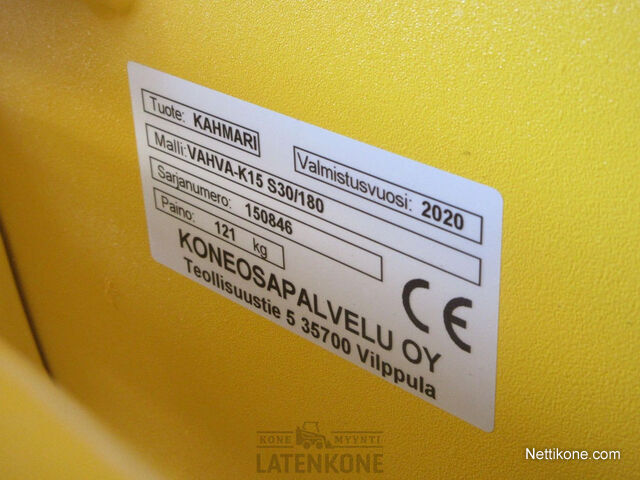 Tuote: KAHMARI
Valmistusvuosi: 2020
Malli: VAHVA-K15 S30/180
Sarjanumero: 150846
Paino: 121 kg
KONEOSAPALVELU OY
Teollisuustie 5 35700 Vilppula
CE
KONE MYYNTI
LATENKONE
Nettikone.com